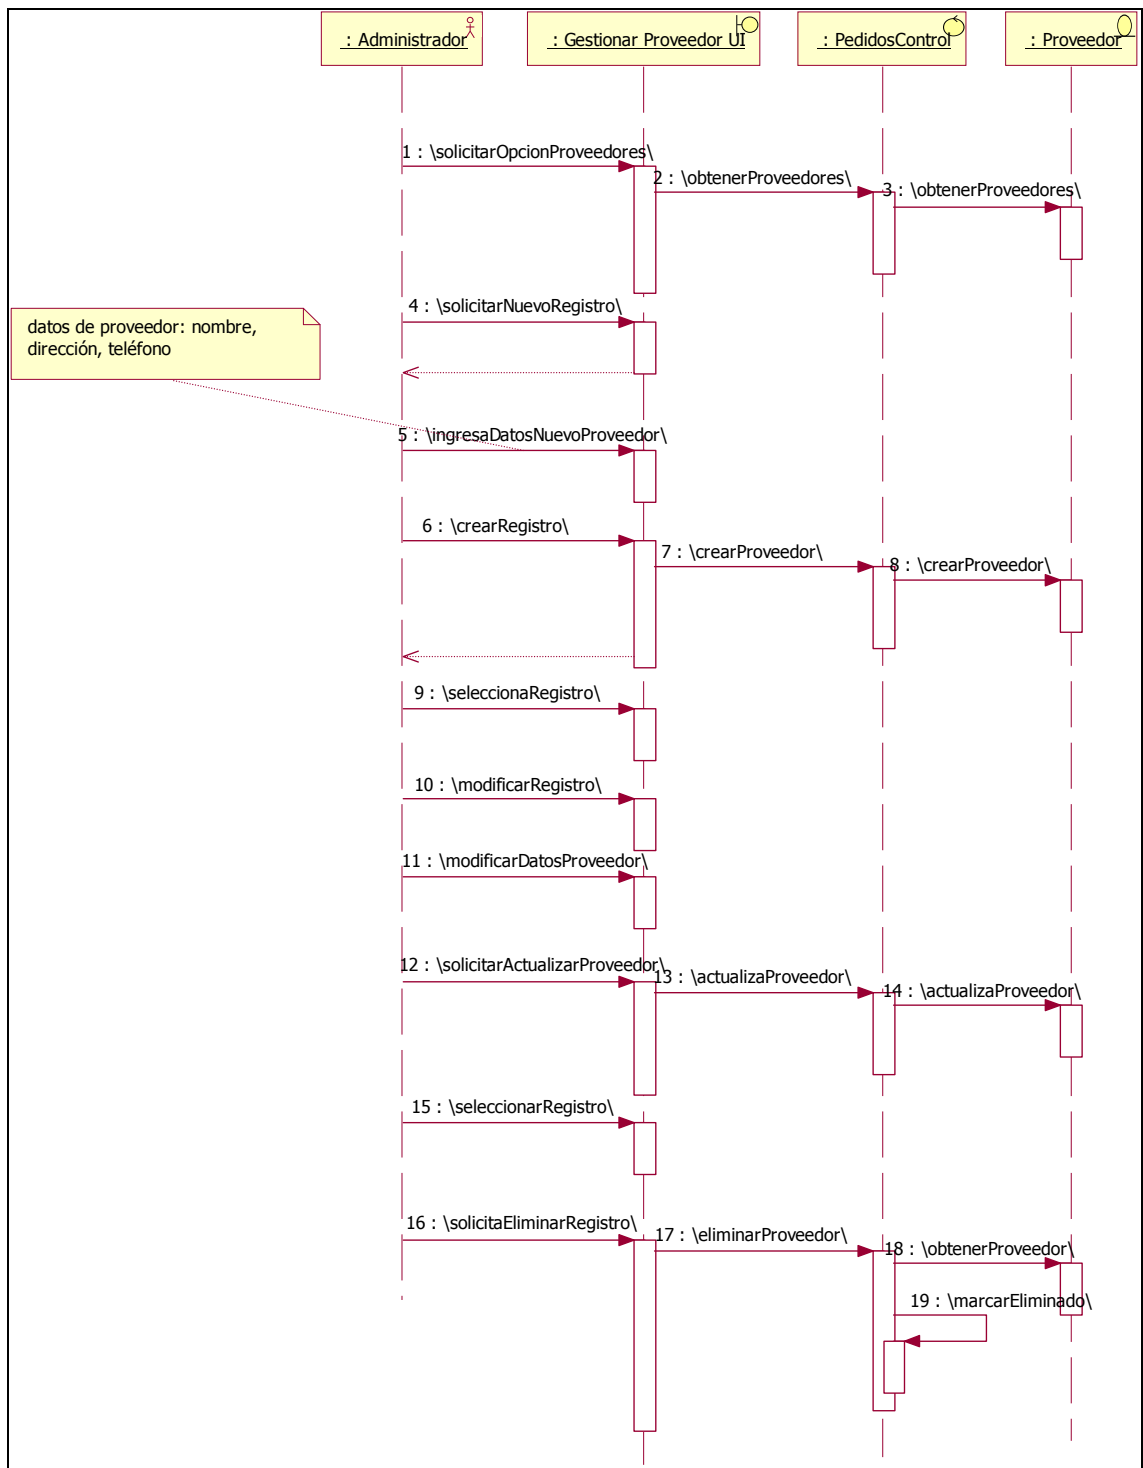 : Administrador
: Gestionar Proveedor UI
: PedidosControl
: Proveedor
1 : \solicitarOpcionProveedores\
2 : \obtenerProveedores\
3 : \obtenerProveedores\
4 : \solicitarNuevoRegistro\
datos de proveedor: nombre,
dirección, teléfono
5 : \ingresaDatosNuevoProveedor\
6 : \crearRegistro\
7 : \crearProveedor\
8 : \crearProveedor\
9 : \seleccionaRegistro\
10 : \modificarRegistro\
11 : \modificarDatosProveedor\
12 : \solicitarActualizarProveedor\
13 : \actualizaProveedor\
14 : \actualizaProveedor\
15 : \seleccionarRegistro\
16 : \solicitaEliminarRegistro\
17 : \eliminarProveedor\
18 : \obtenerProveedor\
19 : \marcarEliminado\